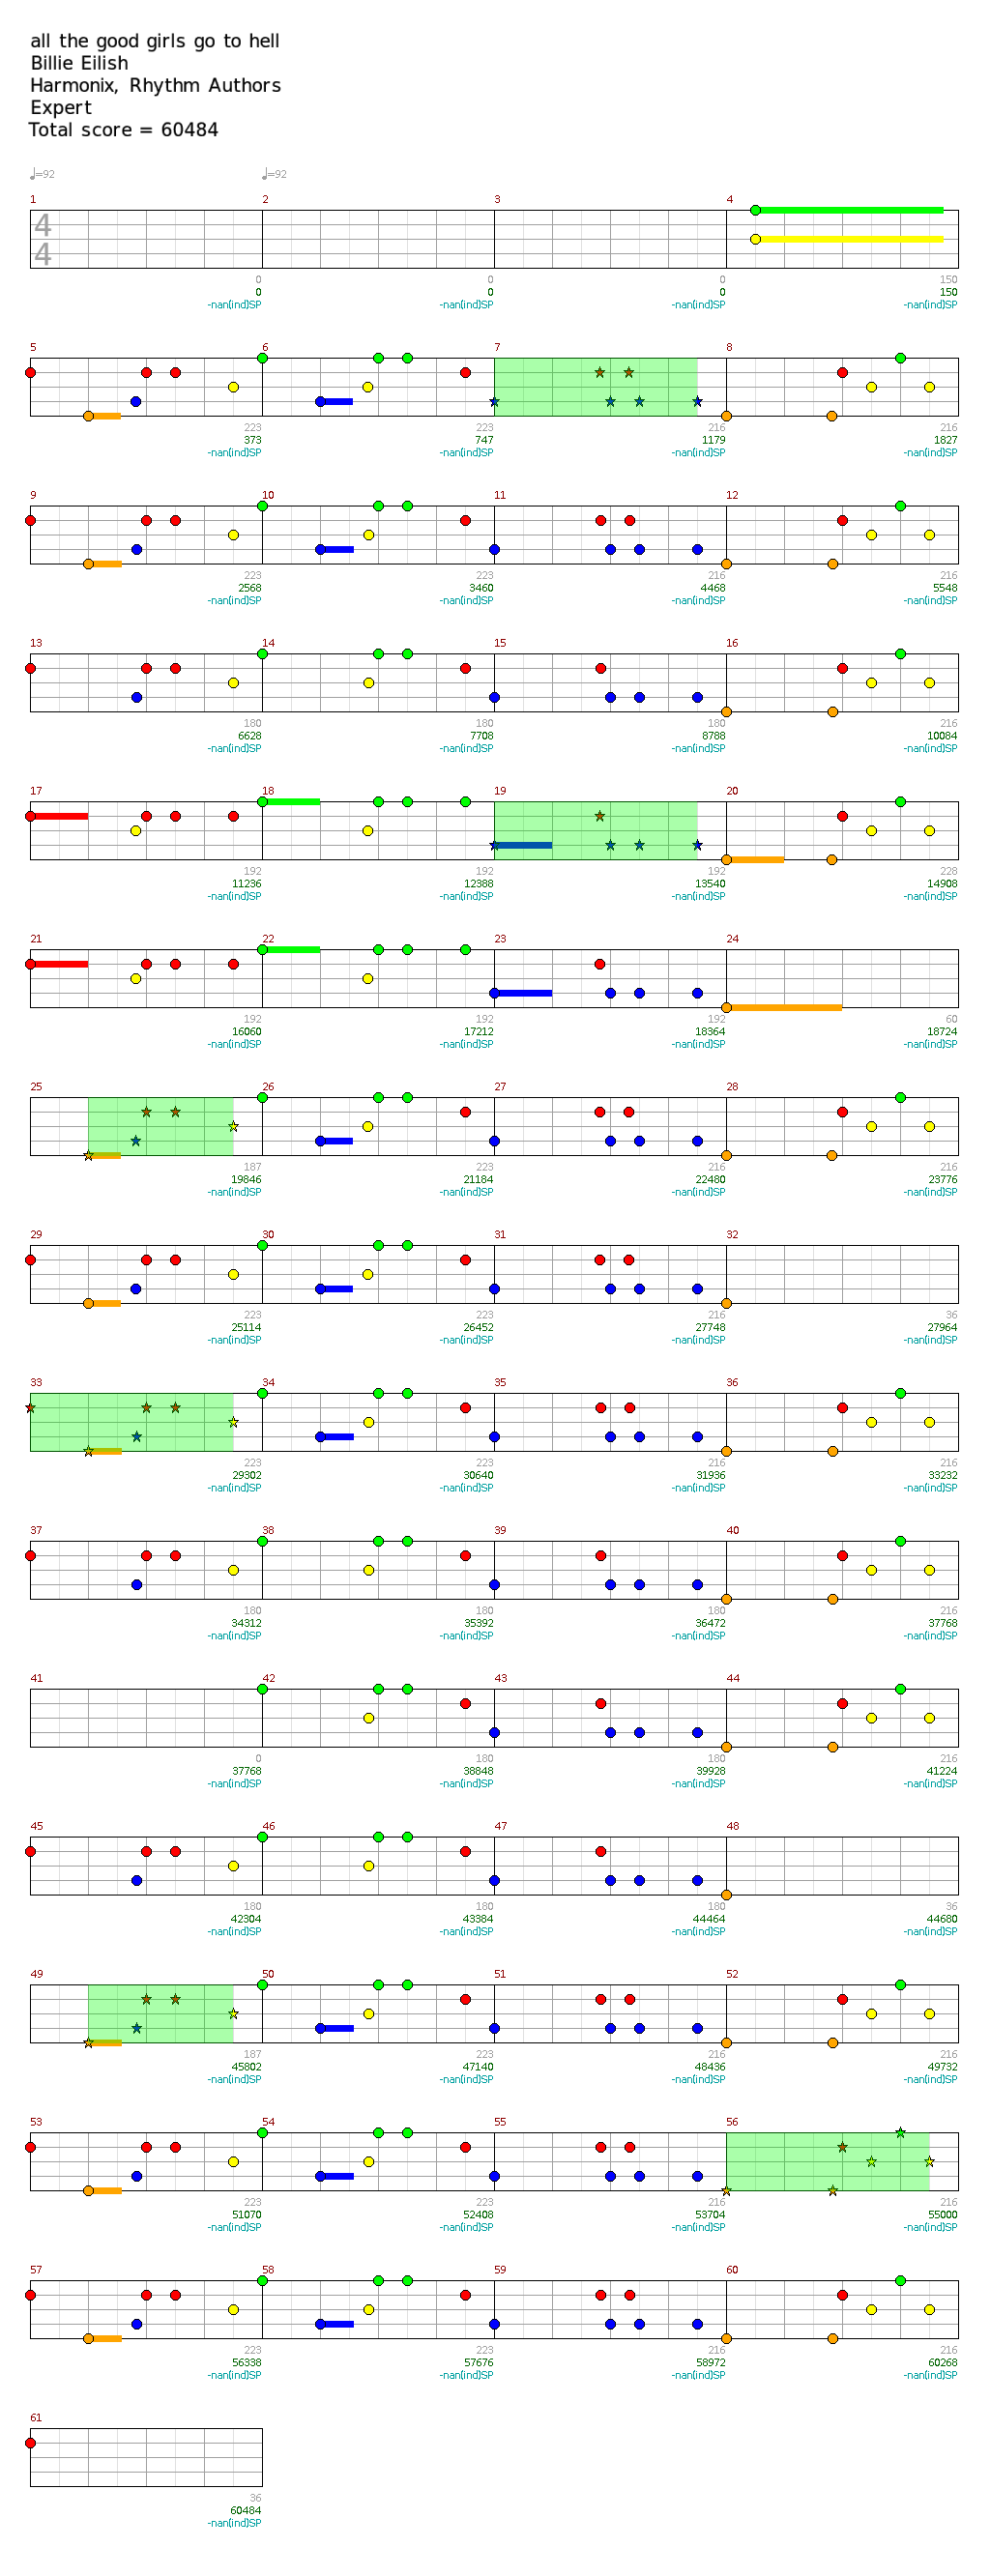 all the good girls go to hell
Billie Eilish
Harmonix, Rhythm Authors
Expert
Total score = 60484
♩=92 ♩=92
1 2 3 4
4
4
0 0 0 150
0 0 0 150
-nan(ind)SP -nan(ind)SP -nan(ind)SP -nan(ind)SP
5 6 7 8
223 223 216 216
373 747 1179 1827
-nan(ind)SP -nan(ind)SP -nan(ind)SP -nan(ind)SP
9 10 11 12
223 223 216 216
2568 3460 4468 5548
-nan(ind)SP -nan(ind)SP -nan(ind)SP -nan(ind)SP
13 14 15 16
180 180 180 216
6628 7708 8788 10084
-nan(ind)SP -nan(ind)SP -nan(ind)SP -nan(ind)SP
17 18 19 20
192 192 192 228
11236 12388 13540 14908
-nan(ind)SP -nan(ind)SP -nan(ind)SP -nan(ind)SP
21 22 23 24
192 192 192 60
16060 17212 18364 18724
-nan(ind)SP -nan(ind)SP -nan(ind)SP -nan(ind)SP
25 26 27 28
187 223 216 216
19846 21184 22480 23776
-nan(ind)SP -nan(ind)SP -nan(ind)SP -nan(ind)SP
29 30 31 32
223 223 216 36
25114 26452 27748 27964
-nan(ind)SP -nan(ind)SP -nan(ind)SP -nan(ind)SP
33 34 35 36
223 223 216 216
29302 30640 31936 33232
-nan(ind)SP -nan(ind)SP -nan(ind)SP -nan(ind)SP
37 38 39 40
180 180 180 216
34312 35392 36472 37768
-nan(ind)SP -nan(ind)SP -nan(ind)SP -nan(ind)SP
41 42 43 44
0 180 180 216
37768 38848 39928 41224
-nan(ind)SP -nan(ind)SP -nan(ind)SP -nan(ind)SP
45 46 47 48
180 180 180 36
42304 43384 44464 44680
-nan(ind)SP -nan(ind)SP -nan(ind)SP -nan(ind)SP
49 50 51 52
187 223 216 216
45802 47140 48436 49732
-nan(ind)SP -nan(ind)SP -nan(ind)SP -nan(ind)SP
53 54 55 56
223 223 216 216
51070 52408 53704 55000
-nan(ind)SP -nan(ind)SP -nan(ind)SP -nan(ind)SP
57 58 59 60
223 223 216 216
56338 57676 58972 60268
-nan(ind)SP -nan(ind)SP -nan(ind)SP -nan(ind)SP
61
36
60484
-nan(ind)SP